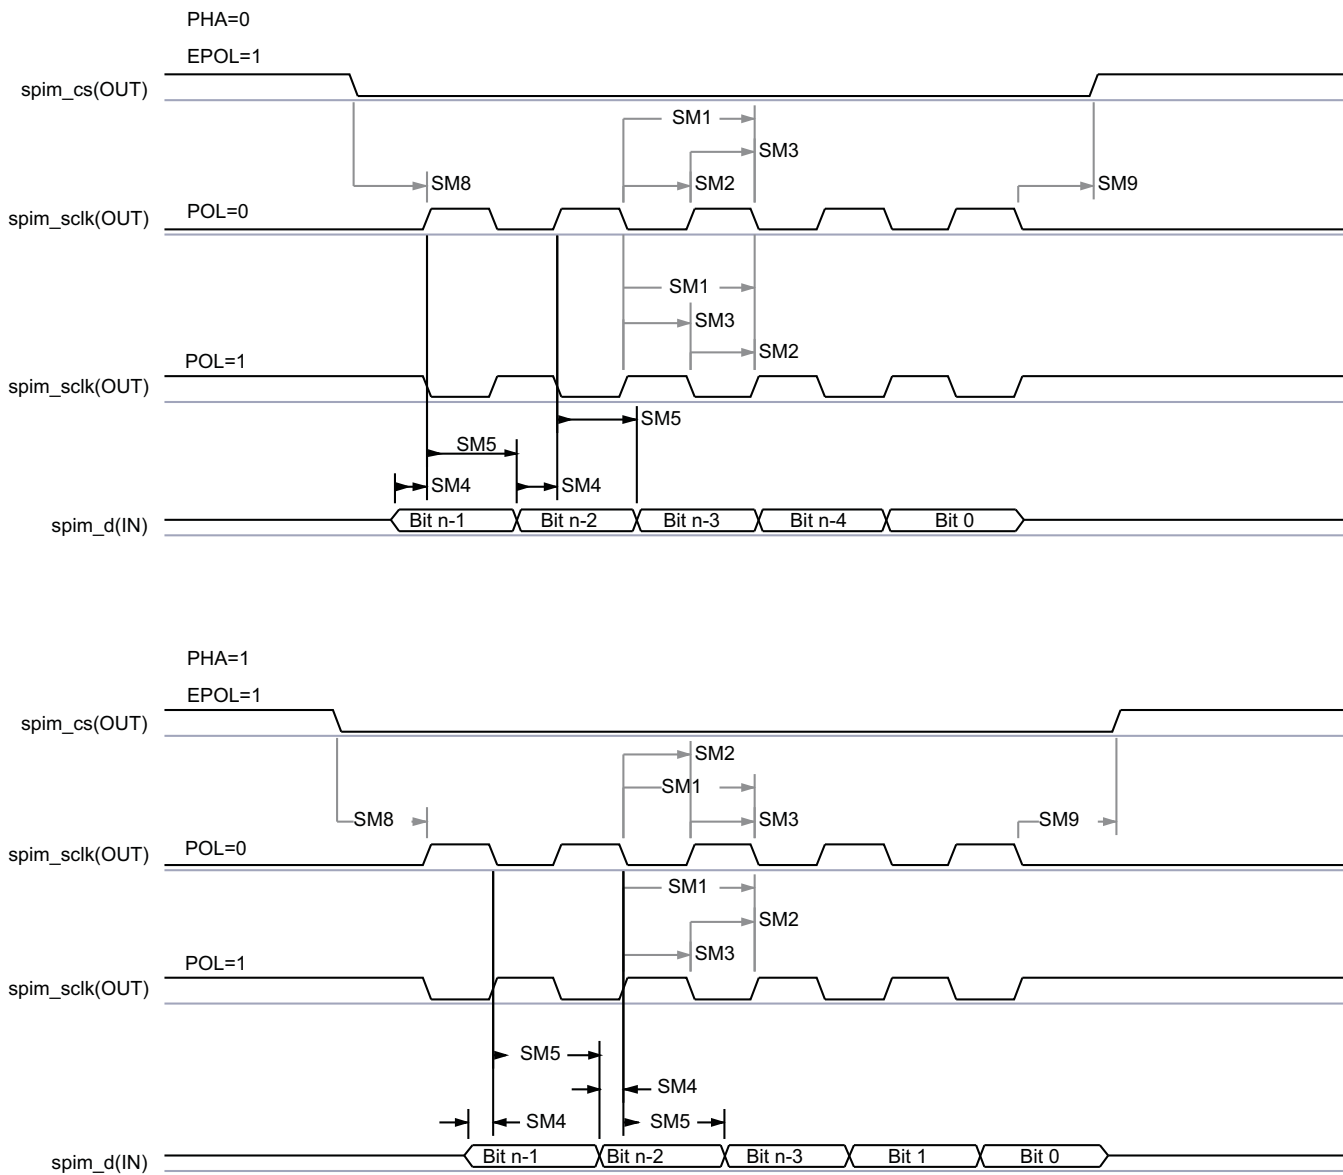 PHA=0
EPOL=1
spim_cs(OUT)
SM1
SM3
SM8
SM2
SM9
POL=0
spim_sclk(OUT)
SM1
SM3
SM2
POL=1
spim_sclk(OUT)
SM5
SM5
SM4
SM4
spim_d(IN)
Bit n-1
Bit n-2
Bit n-3
Bit n-4
Bit 0
PHA=1
EPOL=1
spim_cs(OUT)
SM2
SM1
SM8
SM3
SM9
POL=0
spim_sclk(OUT)
SM1
SM2
SM3
POL=1
spim_sclk(OUT)
SM5
SM4
SM4
SM5
spim_d(IN)
Bit n-1
Bit n-2
Bit n-3
Bit 1
Bit 0